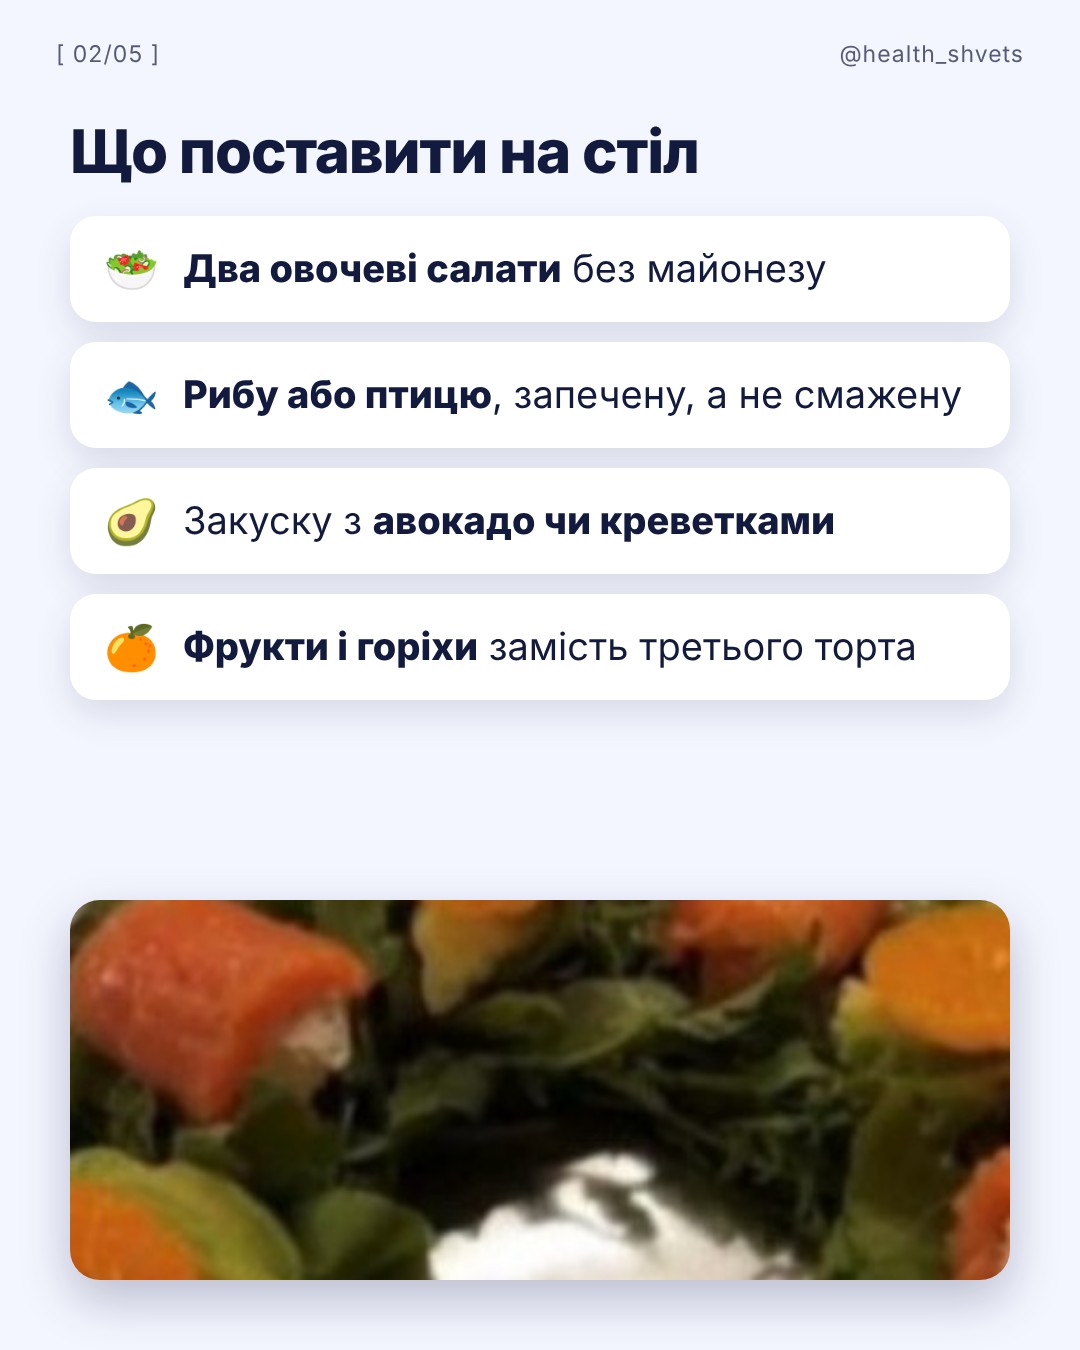 [ 02/05 ]
@health_shvets
Що поставити на стіл
Два овочеві салати без майонезу
Рибу або птицю, запечену, а не смажену
Закуску з авокадо чи креветками
Фрукти і горіхи замість третього торта